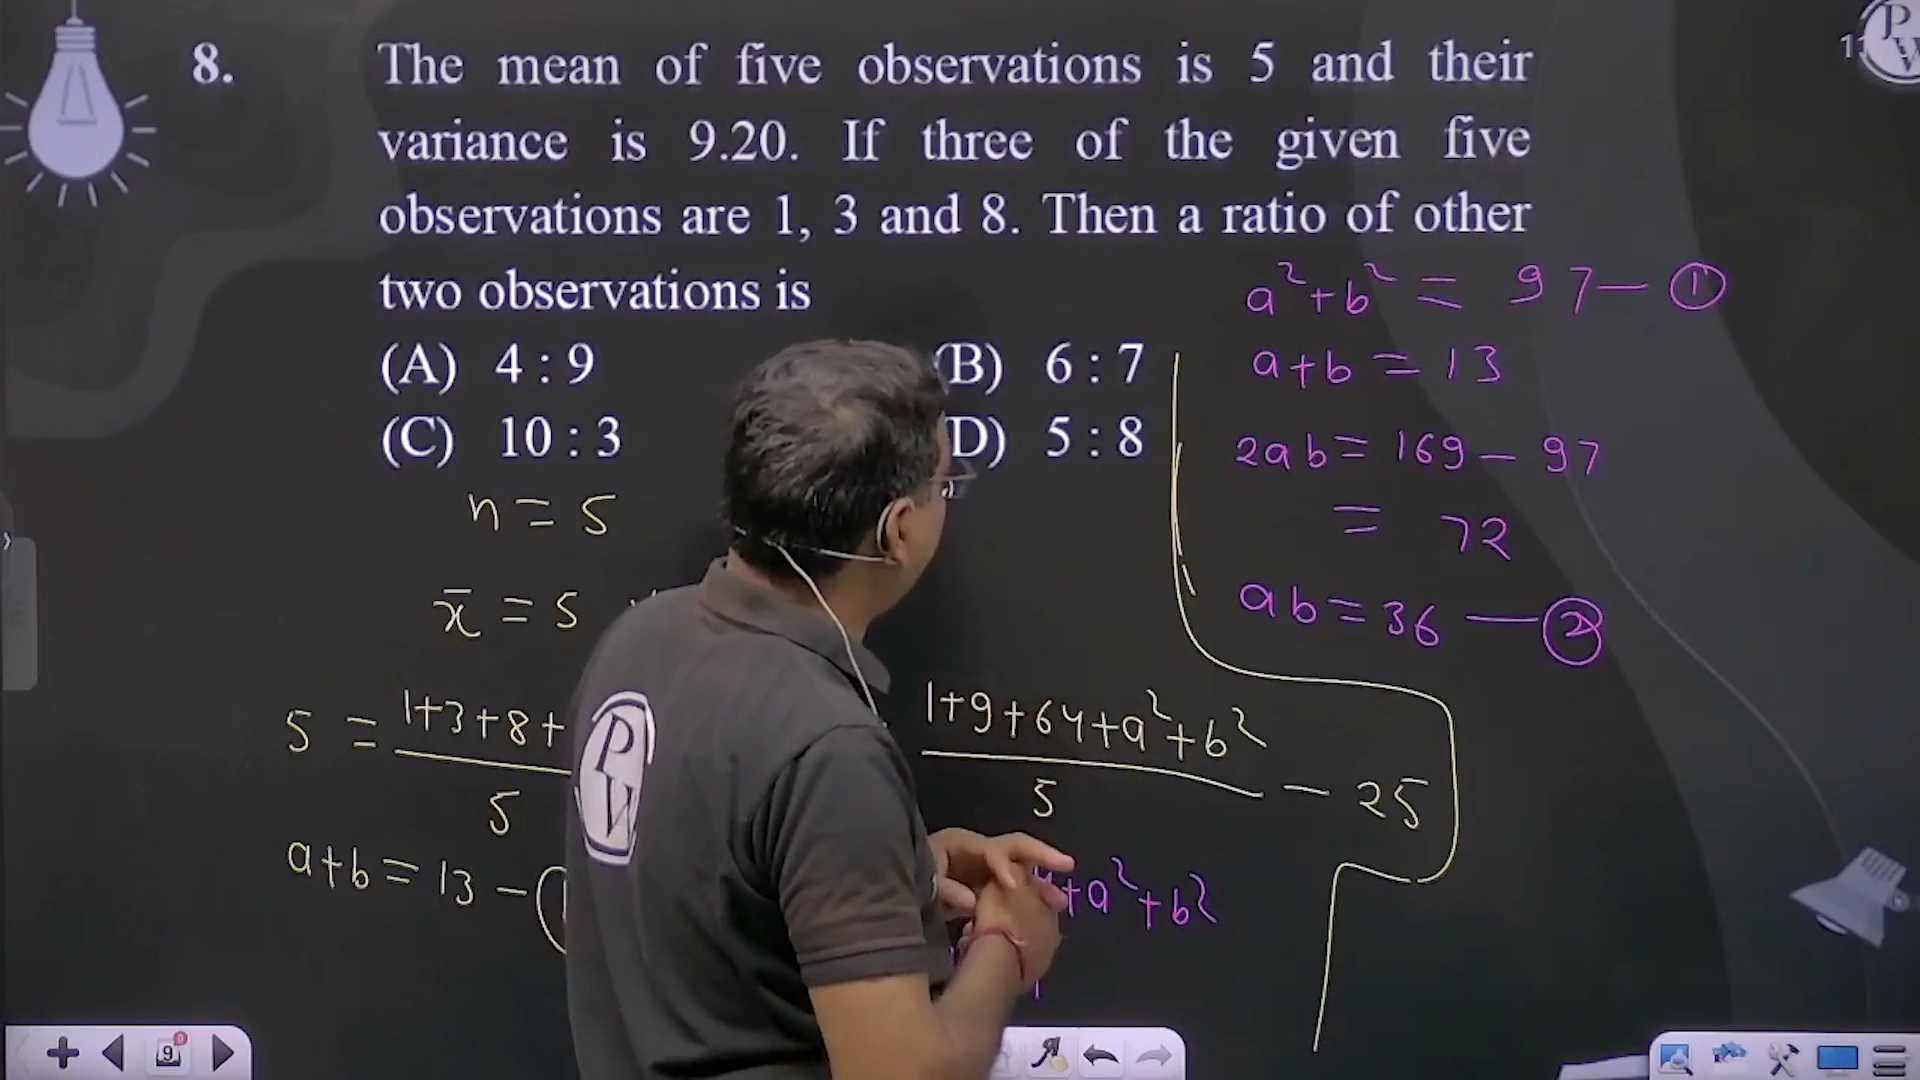 8. The mean of five observations is 5 and their
variance is 9.20. If three of the given five
observations are 1, 3 and 8. Then a ratio of other
two observations is
(A) 4 : 9 (B) 6 : 7
(C) 10 : 3 (D) 5 : 8
n = 5
x̄ = 5
5 = 1+3+8+
5
a+b = 13 –
1+9+64+a²+b²
5
– 25
+a²+b²
a²+b² = 97 – ①
a+b = 13
2ab = 169 – 97
= 72
ab = 36 – ②
PW
PW
9